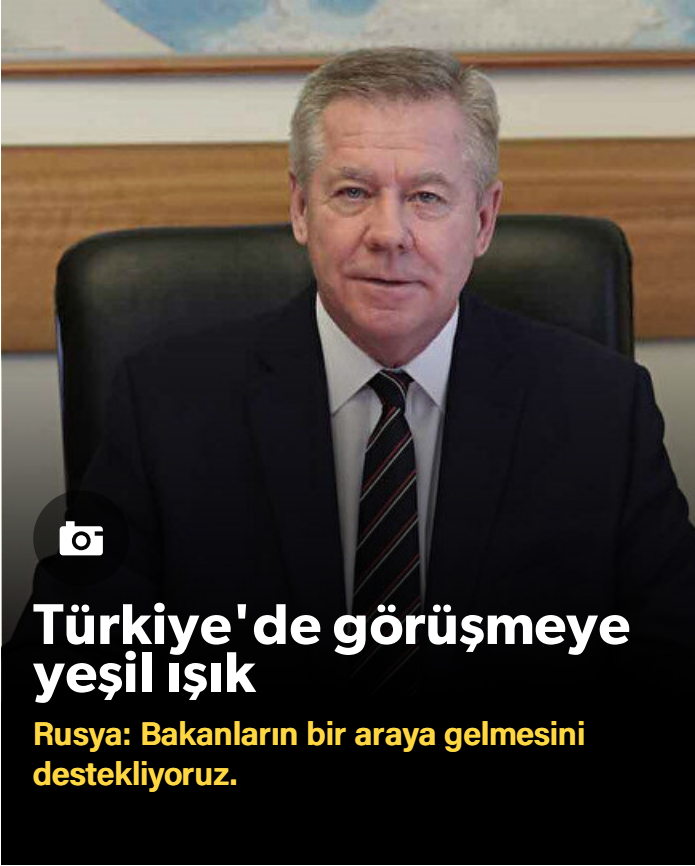 Türkiye'de görüşmeye
yeşil ışık
Rusya: Bakanların bir araya gelmesini
destekliyoruz.